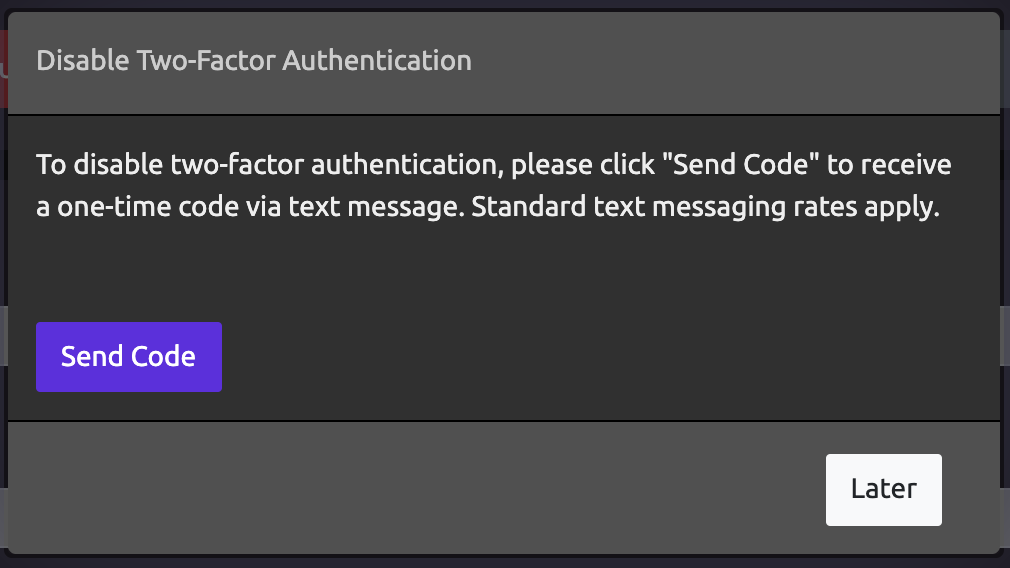 Disable Two-Factor Authentication
To disable two-factor authentication, please click "Send Code" to receive
a one-time code via text message. Standard text messaging rates apply.
Send Code
Later